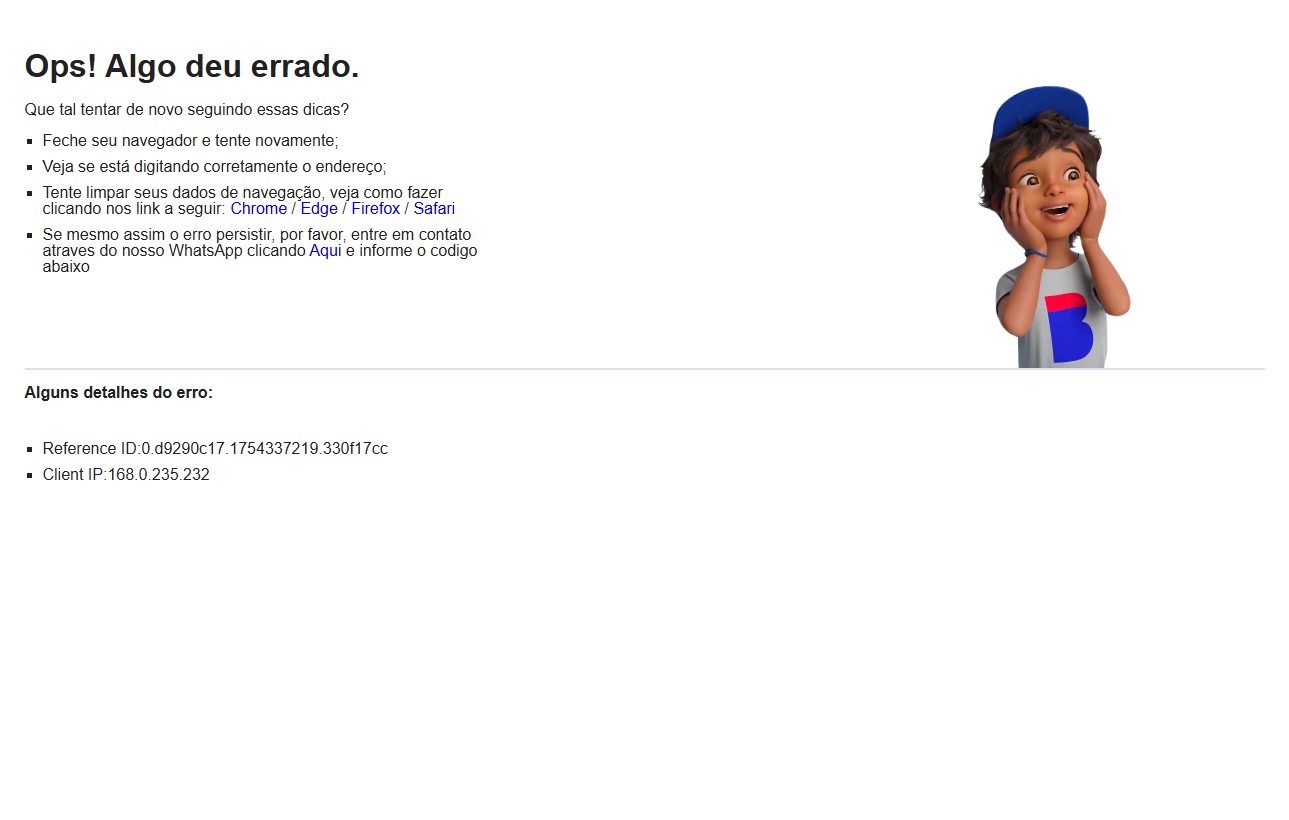 Ops! Algo deu errado.
Que tal tentar de novo seguindo essas dicas?
Feche seu navegador e tente novamente;
Veja se está digitando corretamente o endereço;
Tente limpar seus dados de navegação, veja como fazer
clicando nos link a seguir: Chrome / Edge / Firefox / Safari
Se mesmo assim o erro persistir, por favor, entre em contato
atraves do nosso WhatsApp clicando Aqui e informe o codigo
abaixo
B
Alguns detalhes do erro:
Reference ID:0.d9290c17.1754337219.330f17cc
Client IP:168.0.235.232